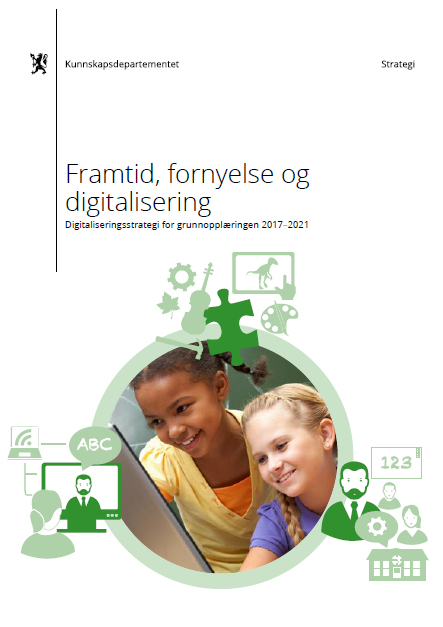 Kunnskapsdepartementet
Strategi
Framtid, fornyelse og
digitalisering
Digitaliseringsstrategi for grunnopplæringen 2017–2021
ABC
123